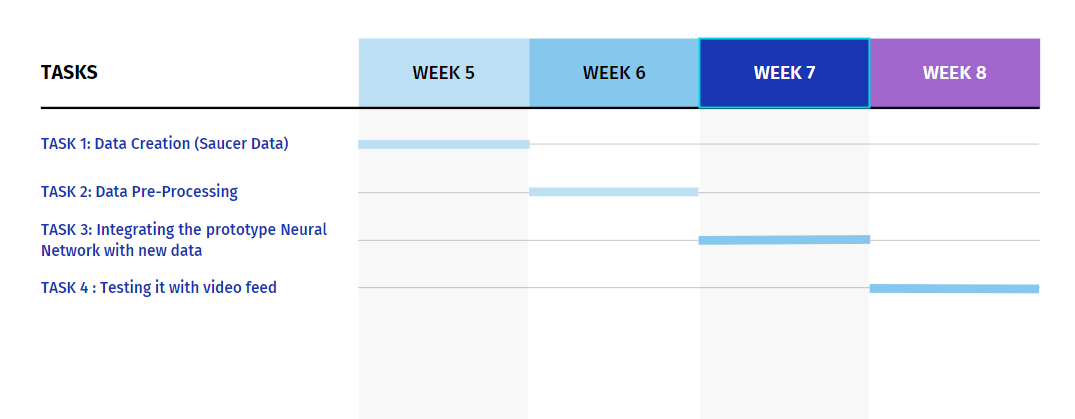 TASKS
WEEK 5
WEEK 6
WEEK 7
WEEK 8
TASK 1: Data Creation (Saucer Data)
TASK 2: Data Pre-Processing
TASK 3: Integrating the prototype Neural
Network with new data
TASK 4 : Testing it with video feed